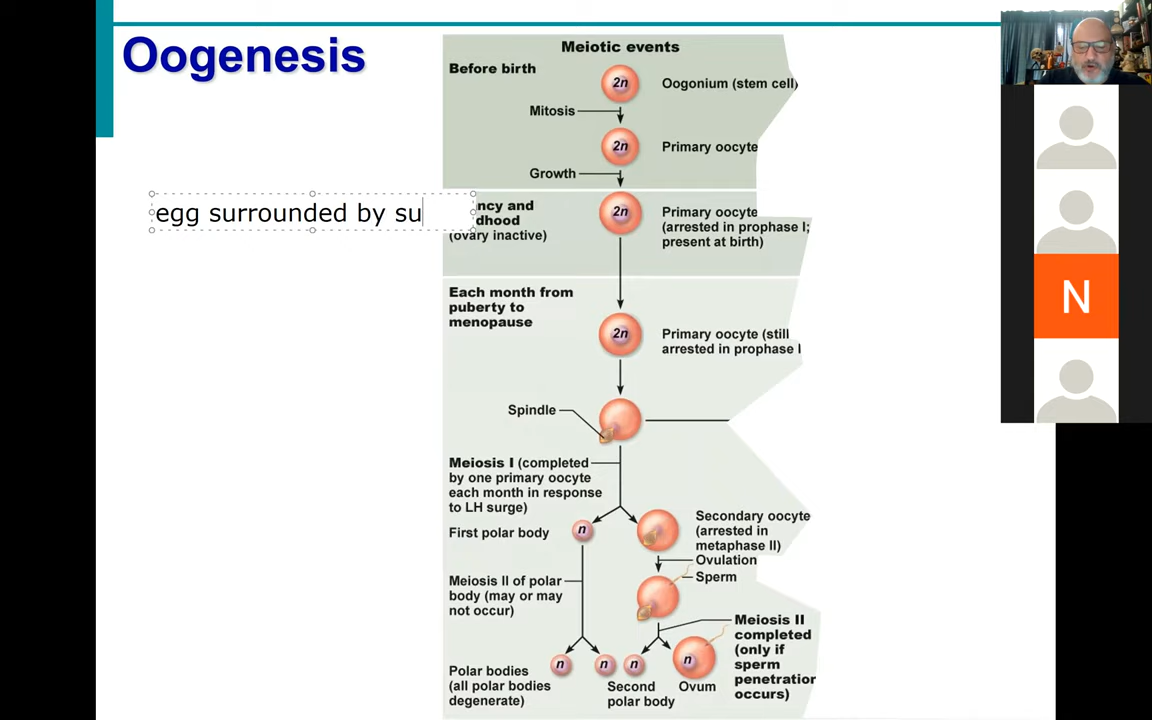 Oogenesis
egg surrounded by su
Meiotic events
Before birth
2n
Oogonium (stem cell)
Mitosis
2n
Primary oocyte
Growth
ncy and
dhood
(ovary inactive)
2n
Primary oocyte
(arrested in prophase I;
present at birth)
Each month from
puberty to
menopause
2n
Primary oocyte (still
arrested in prophase I
Spindle
Meiosis I (completed
by one primary oocyte
each month in response
to LH surge)
First polar body
n
Secondary oocyte
(arrested in
metaphase II)
Ovulation
Sperm
Meiosis II of polar
body (may or may
not occur)
Meiosis II
completed
(only if
sperm
penetration
occurs)
n
n
n
n
Polar bodies
(all polar bodies
degenerate)
Second
polar body
Ovum
N